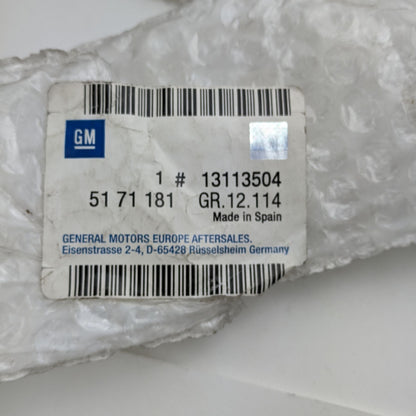 GM
1 # 13113504
51 71 181 GR.12.114
Made in Spain
GENERAL MOTORS EUROPE AFTERSALES.
Eisenstrasse 2-4, D-65428 Rüsselsheim Germany